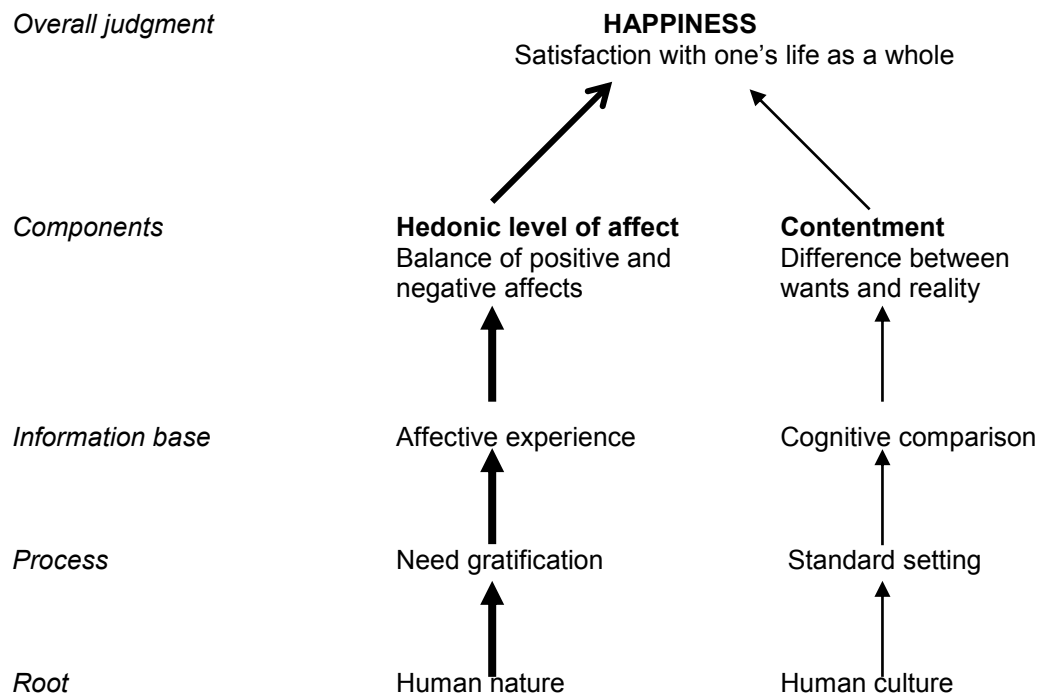 Overall judgment HAPPINESS
Satisfaction with one’s life as a whole
Components Hedonic level of affect Contentment
Balance of positive and Difference between
negative affects wants and reality
Information base Affective experience Cognitive comparison
Process Need gratification Standard setting
Root Human nature Human culture